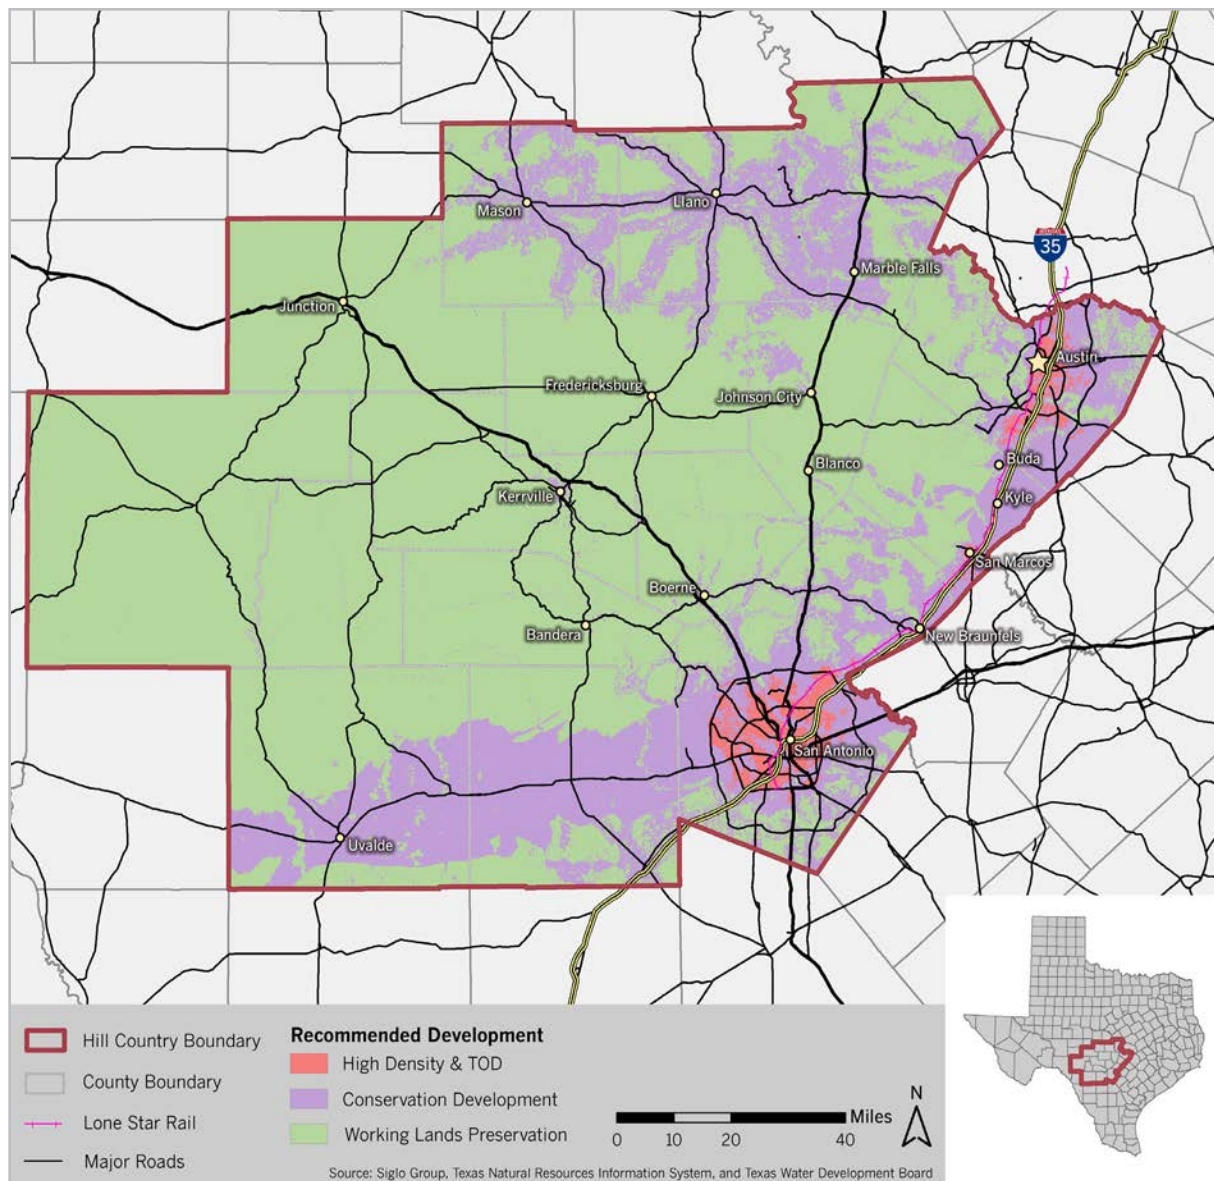 Mason
Llano
INTERSTATE
35
Marble Falls
Junction
Austin
Fredericksburg
Johnson City
Blanco
Buda
Kerrville
Kyle
San Marcos
Boerne
Bandera
New Braunfels
San Antonio
Uvalde
Hill Country Boundary
County Boundary
Lone Star Rail
Major Roads
Recommended Development
High Density & TOD
Conservation Development
Working Lands Preservation
Miles
0 10 20 40
N
Source: Siglo Group, Texas Natural Resources Information System, and Texas Water Development Board